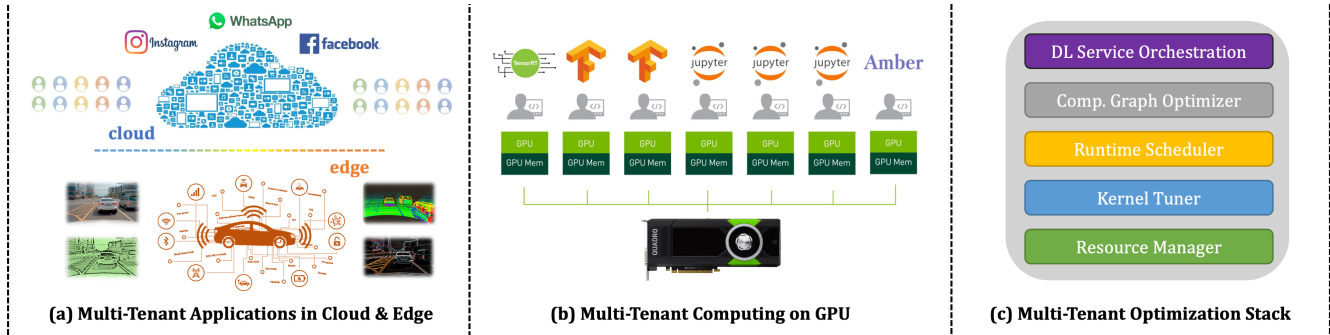 WhatsApp
Instagram
facebook
cloud
edge
(a) Multi-Tenant Applications in Cloud & Edge
TensorRT
jupyter
jupyter
jupyter
Amber
GPU
GPU Mem
GPU
GPU Mem
GPU
GPU Mem
GPU
GPU Mem
GPU
GPU Mem
GPU
GPU Mem
GPU
GPU Mem
QUADRO
(b) Multi-Tenant Computing on GPU
DL Service Orchestration
Comp. Graph Optimizer
Runtime Scheduler
Kernel Tuner
Resource Manager
(c) Multi-Tenant Optimization Stack